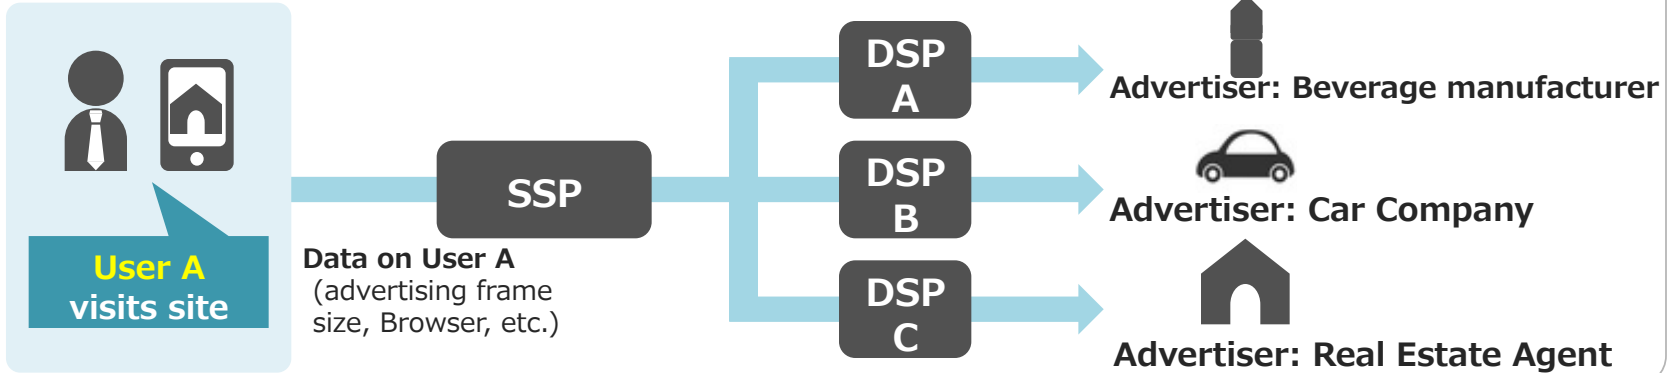 User A
visits site
SSP
Data on User A
(advertising frame
size, Browser, etc.)
DSP
A
Advertiser: Beverage manufacturer
DSP
B
Advertiser: Car Company
DSP
C
Advertiser: Real Estate Agent